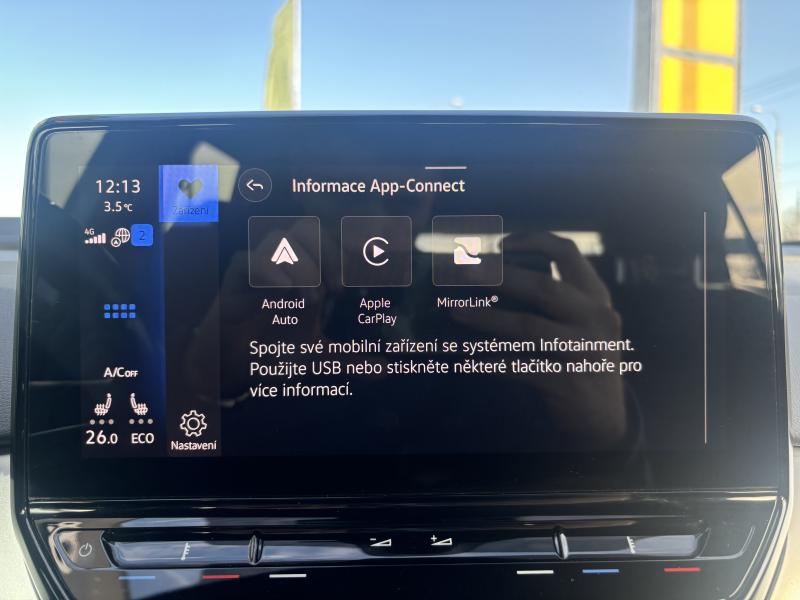 12:13
3.5°C
4G
2
Zařízení
Informace App-Connect
Android
Auto
Apple
CarPlay
MirrorLink®
Spojte své mobilní zařízení se systémem Infotainment.
Použijte USB nebo stiskněte některé tlačítko nahoře pro
více informací.
A/C OFF
26.0
ECO
Nastavení